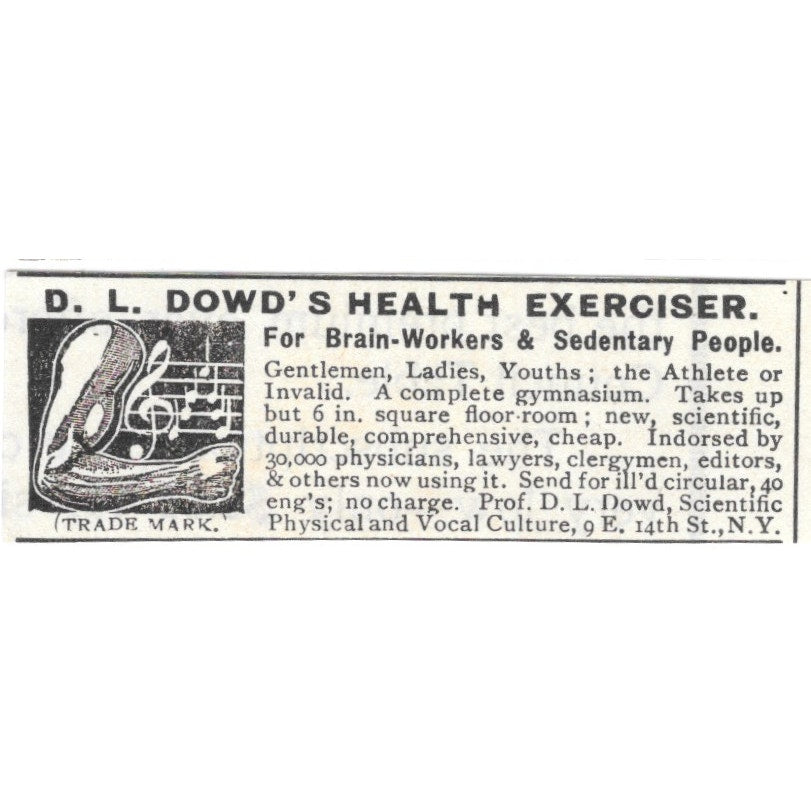 D. L. DOWD'S HEALTH EXERCISER.
For Brain-Workers & Sedentary People.
Gentlemen, Ladies, Youths; the Athlete or
Invalid. A complete gymnasium. Takes up
but 6 in. square floor-room; new, scientific,
durable, comprehensive, cheap. Indorsed by
30,000 physicians, lawyers, clergymen, editors,
& others now using it. Send for ill'd circular, 40
eng's; no charge. Prof. D. L. Dowd, Scientific
Physical and Vocal Culture, 9 E. 14th St., N.Y.
(TRADE MARK.)